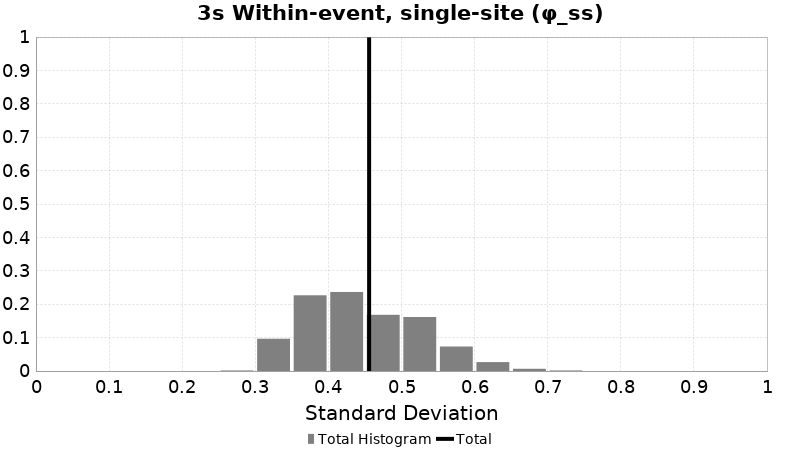 3s Within-event, single-site (φ_ss)
1
0.9
0.8
0.7
0.6
0.5
0.4
0.3
0.2
0.1
0
0 0.1 0.2 0.3 0.4 0.5 0.6 0.7 0.8 0.9 1
Standard Deviation
Total Histogram Total